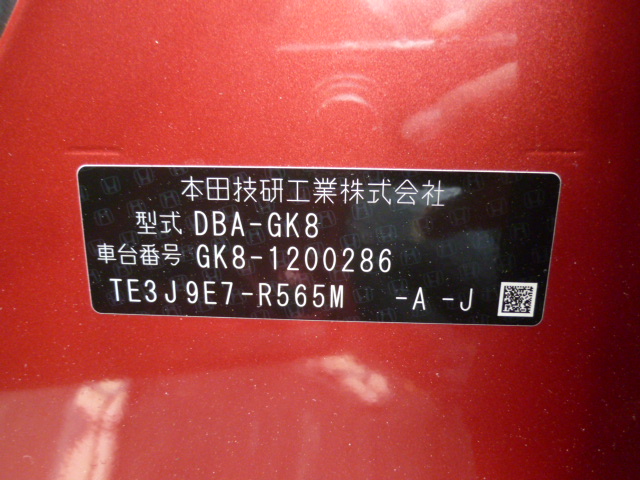 本田技研工業株式会社
型式 DBA-GK8
車台番号 GK8-1200286
TE3J9E7-R565M -A -J